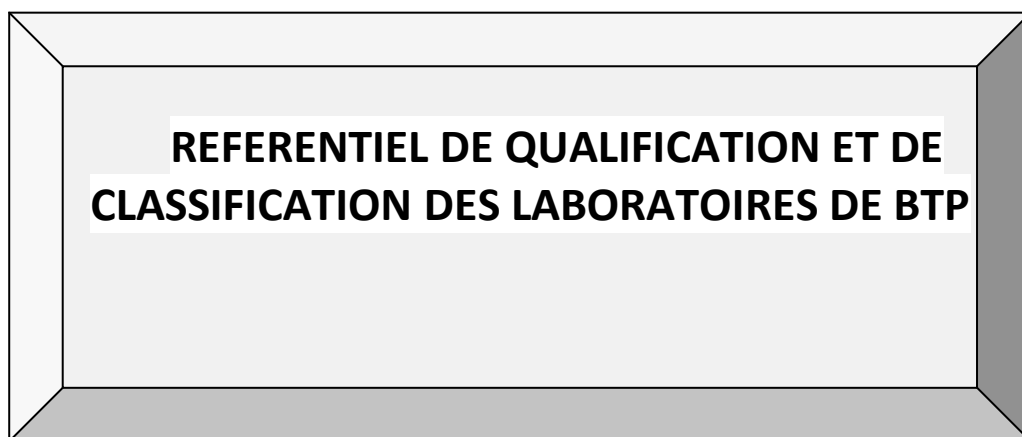 REFERENTIEL DE QUALIFICATION ET DE
CLASSIFICATION DES LABORATOIRES DE BTP